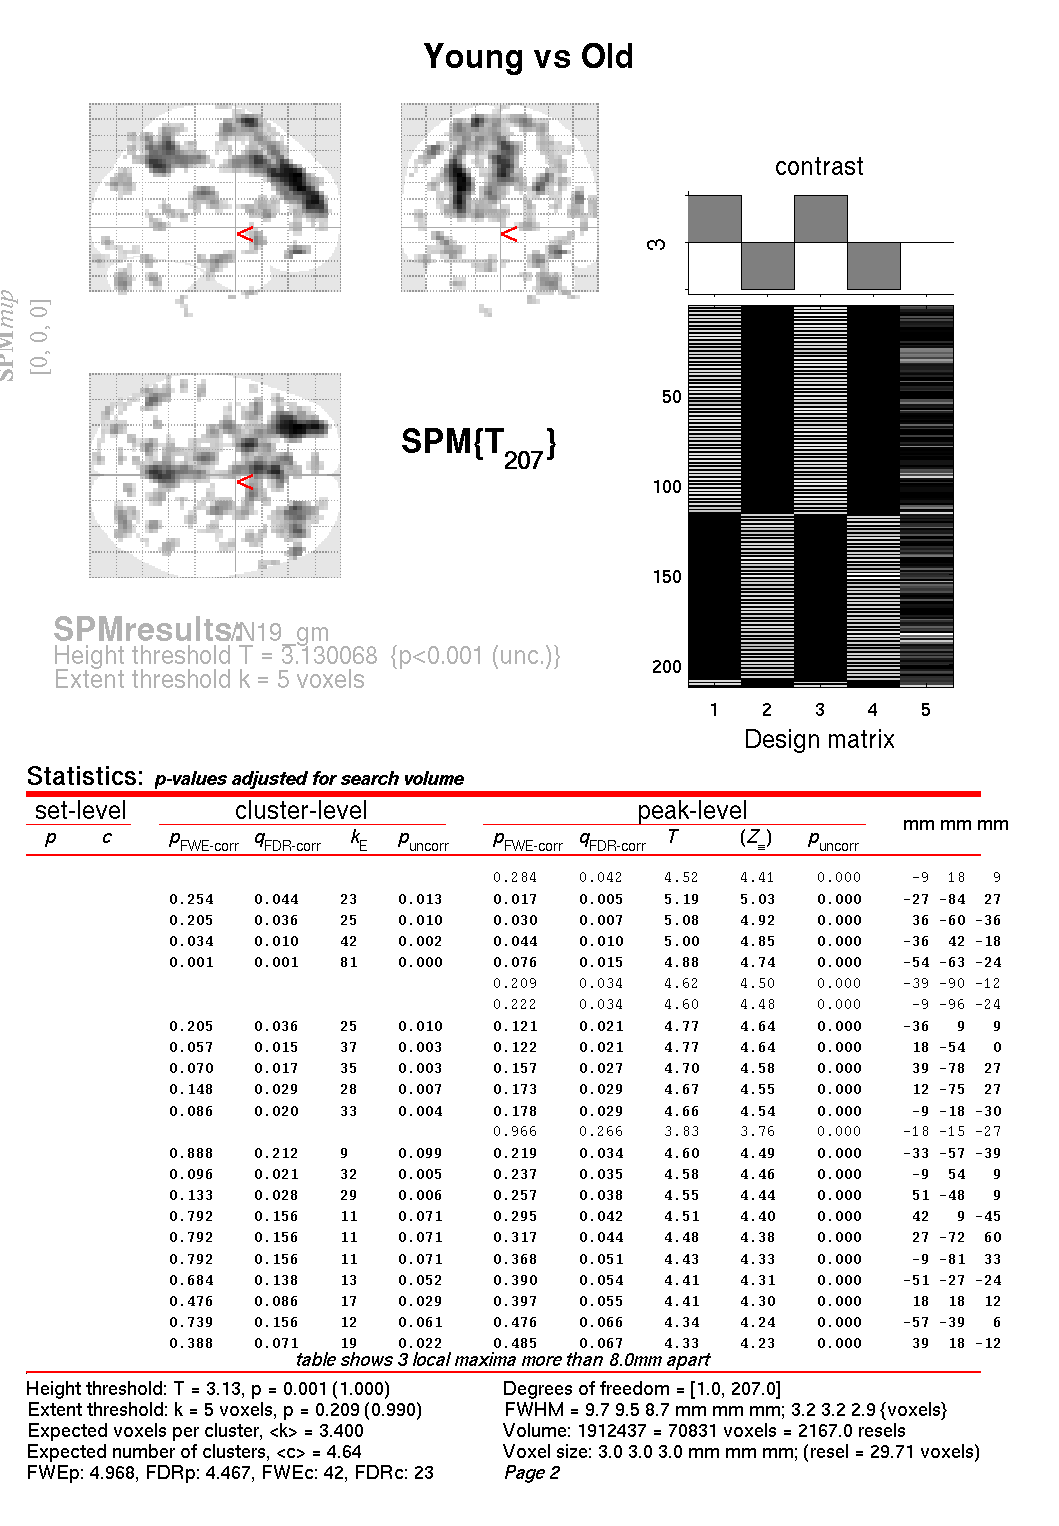 Young vs Old
contrast
3
SPMmip
[0, 0, 0]
SPM{T207}
50
100
150
200
1 2 3 4 5
Design matrix
SPMresults: ./N19_gm
Height threshold T = 3.130068 {p<0.001 (unc.)}
Extent threshold k = 5 voxels
Statistics: p-values adjusted for search volume
set-level cluster-level peak-level
p c pFWE-corr qFDR-corr kE puncorr pFWE-corr qFDR-corr T (Z≡) puncorr mm mm mm
0.284 0.042 4.52 4.41 0.000 -9 18 9
0.254 0.044 23 0.013 0.017 0.005 5.19 5.03 0.000 -27 -84 27
0.205 0.036 25 0.010 0.030 0.007 5.08 4.92 0.000 36 -60 -36
0.034 0.010 42 0.002 0.044 0.010 5.00 4.85 0.000 -36 42 -18
0.001 0.001 81 0.000 0.076 0.015 4.88 4.74 0.000 -54 -63 -24
0.209 0.034 4.62 4.50 0.000 -39 -90 -12
0.222 0.034 4.60 4.48 0.000 -9 -96 -24
0.205 0.036 25 0.010 0.121 0.021 4.77 4.64 0.000 -36 9 9
0.057 0.015 37 0.003 0.122 0.021 4.77 4.64 0.000 18 -54 0
0.070 0.017 35 0.003 0.157 0.027 4.70 4.58 0.000 39 -78 27
0.148 0.029 28 0.007 0.173 0.029 4.67 4.55 0.000 12 -75 27
0.086 0.020 33 0.004 0.178 0.029 4.66 4.54 0.000 -9 -18 -30
0.966 0.266 3.83 3.76 0.000 -18 -15 -27
0.888 0.212 9 0.099 0.219 0.034 4.60 4.49 0.000 -33 -57 -39
0.096 0.021 32 0.005 0.237 0.035 4.58 4.46 0.000 -9 54 9
0.133 0.028 29 0.006 0.257 0.038 4.55 4.44 0.000 51 -48 9
0.792 0.156 11 0.071 0.295 0.042 4.51 4.40 0.000 42 9 -45
0.792 0.156 11 0.071 0.317 0.044 4.48 4.38 0.000 27 -72 60
0.792 0.156 11 0.071 0.368 0.051 4.43 4.33 0.000 -9 -81 33
0.684 0.138 13 0.052 0.390 0.054 4.41 4.31 0.000 -51 -27 -24
0.476 0.086 17 0.029 0.397 0.055 4.41 4.30 0.000 18 18 12
0.739 0.156 12 0.061 0.476 0.066 4.34 4.24 0.000 -57 -39 6
0.388 0.071 19 0.022 0.485 0.067 4.33 4.23 0.000 39 18 -12
table shows 3 local maxima more than 8.0mm apart
Height threshold: T = 3.13, p = 0.001 (1.000)
Extent threshold: k = 5 voxels, p = 0.209 (0.990)
Expected voxels per cluster, <k> = 3.400
Expected number of clusters, <c> = 4.64
FWEp: 4.968, FDRp: 4.467, FWEc: 42, FDRc: 23
Degrees of freedom = [1.0, 207.0]
FWHM = 9.7 9.5 8.7 mm mm mm; 3.2 3.2 2.9 {voxels}
Volume: 1912437 = 70831 voxels = 2167.0 resels
Voxel size: 3.0 3.0 3.0 mm mm mm; (resel = 29.71 voxels)
Page 2